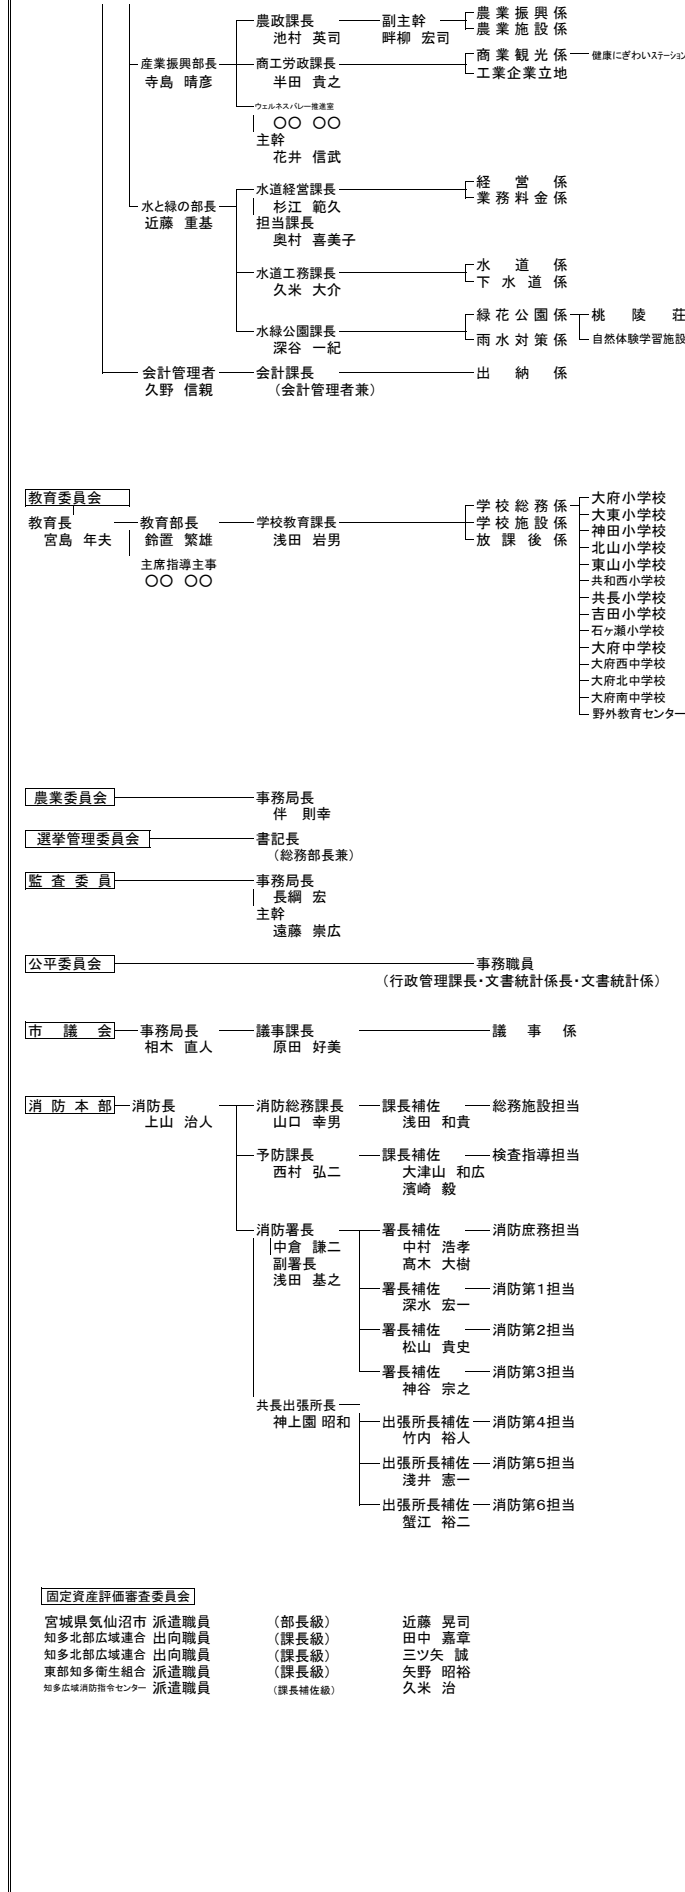 農政課長 副主幹 農業振興係
池村 英司 畔柳 宏司 農業施設係
産業振興部長 商工労政課長 商業観光係 健康にぎわいステーション
寺島 晴彦 半田 貴之 工業企業立地
ウェルネスバレー推進室
○○ ○○
主幹
花井 信武
水道経営課長 経営係
水と緑の部長 杉江 範久 業務料金係
近藤 重基 担当課長
奥村 喜美子
水道工務課長 水道係
久米 大介 下水道係
緑花公園係 桃陵荘
水緑公園課長 雨水対策係 自然体験学習施設
深谷 一紀
会計管理者 会計課長 出納係
久野 信親 (会計管理者兼)
教育委員会 大府小学校
教育長 教育部長 学校教育課長 学校総務係
宮島 年夫 鈴置 繁雄 浅田 岩男 学校施設係
主席指導主事 放課後係
○○ ○○
大東小学校
神田小学校
北山小学校
東山小学校
共和西小学校
共長小学校
吉田小学校
石ヶ瀬小学校
大府中学校
大府西中学校
大府北中学校
大府南中学校
野外教育センター
農業委員会 事務局長
伴 則幸
選挙管理委員会 書記長
(総務部長兼)
監査委員 事務局長
長綱 宏
主幹
遠藤 崇広
公平委員会 事務職員
(行政管理課長・文書統計係長・文書統計係)
市議会 事務局長 議事課長 議事係
相木 直人 原田 好美
消防本部 消防長 消防総務課長 課長補佐 総務施設担当
上山 治人 山口 幸男 浅田 和貴
予防課長 課長補佐 検査指導担当
西村 弘二 大津山 和広
濱崎 毅
消防署長 署長補佐 消防庶務担当
中倉 謙二 中村 浩孝
副署長 髙木 大樹
浅田 基之 署長補佐 消防第1担当
深水 宏一
署長補佐 消防第2担当
松山 貴史
署長補佐 消防第3担当
神谷 宗之
共長出張所長
神上園 昭和 出張所長補佐 消防第4担当
竹内 裕人
出張所長補佐 消防第5担当
淺井 憲一
出張所長補佐 消防第6担当
蟹江 裕二
固定資産評価審査委員会
宮城県気仙沼市 派遣職員 (部長級) 近藤 晃司
知多北部広域連合 出向職員 (課長級) 田中 嘉章
知多北部広域連合 出向職員 (課長級) 三ツ矢 誠
東部知多衛生組合 派遣職員 (課長級) 矢野 昭裕
知多広域消防指令センター 派遣職員 (課長補佐級) 久米 治